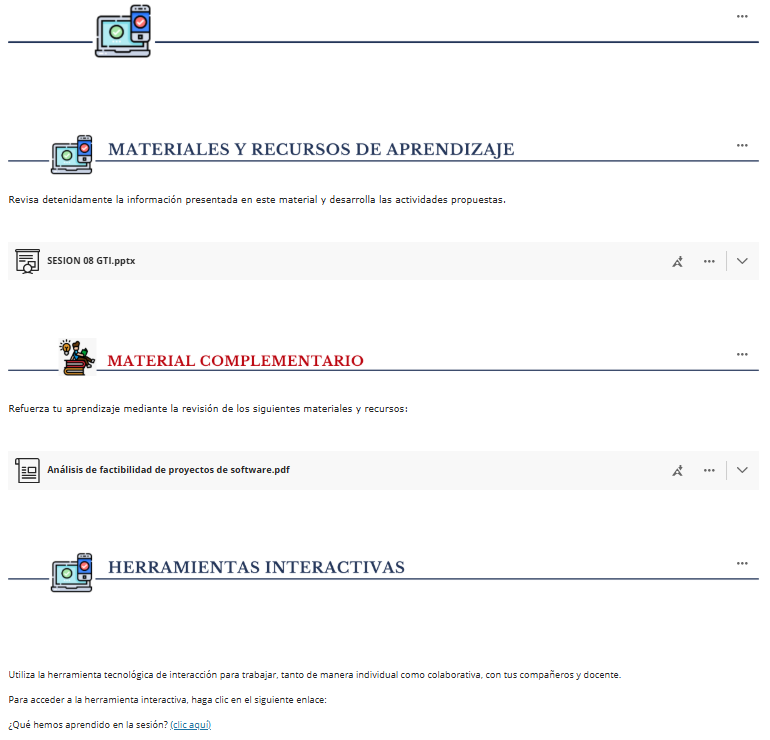 MATERIALES Y RECURSOS DE APRENDIZAJE
Revisa detenidamente la información presentada en este material y desarrolla las actividades propuestas.
SESION 08 GTI.pptx
MATERIAL COMPLEMENTARIO
Refuerza tu aprendizaje mediante la revisión de los siguientes materiales y recursos:
Análisis de factibilidad de proyectos de software.pdf
HERRAMIENTAS INTERACTIVAS
Utiliza la herramienta tecnológica de interacción para trabajar, tanto de manera individual como colaborativa, con tus compañeros y docente.
Para acceder a la herramienta interactiva, haga clic en el siguiente enlace:
¿Qué hemos aprendido en la sesión? (clic aquí)